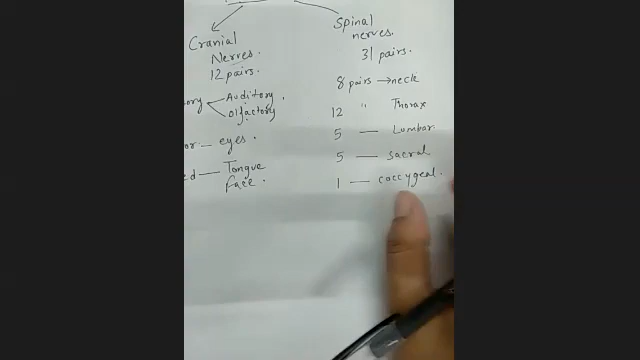 Cranial
Nerves.
12 pairs.
Auditory.
Olfactory
eyes.
Tongue
face.
Spinal
nerves.
31 pairs.
8 pairs → neck
12 " Thorax
5 — Lumbar
5 — sacral
1 — coccygeal.